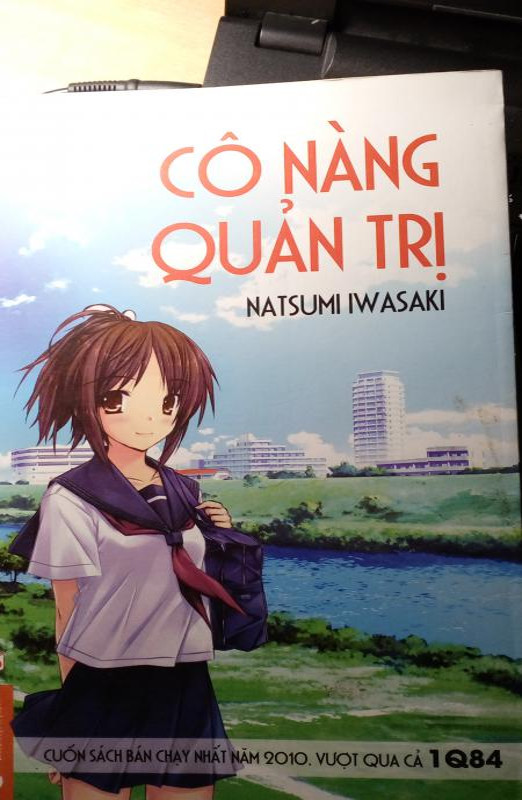 CÔ NÀNG
QUẢN TRỊ
NATSUMI IWASAKI
CUỐN SÁCH BÁN CHẠY NHẤT NĂM 2010. VƯỢT QUA CẢ 1Q84